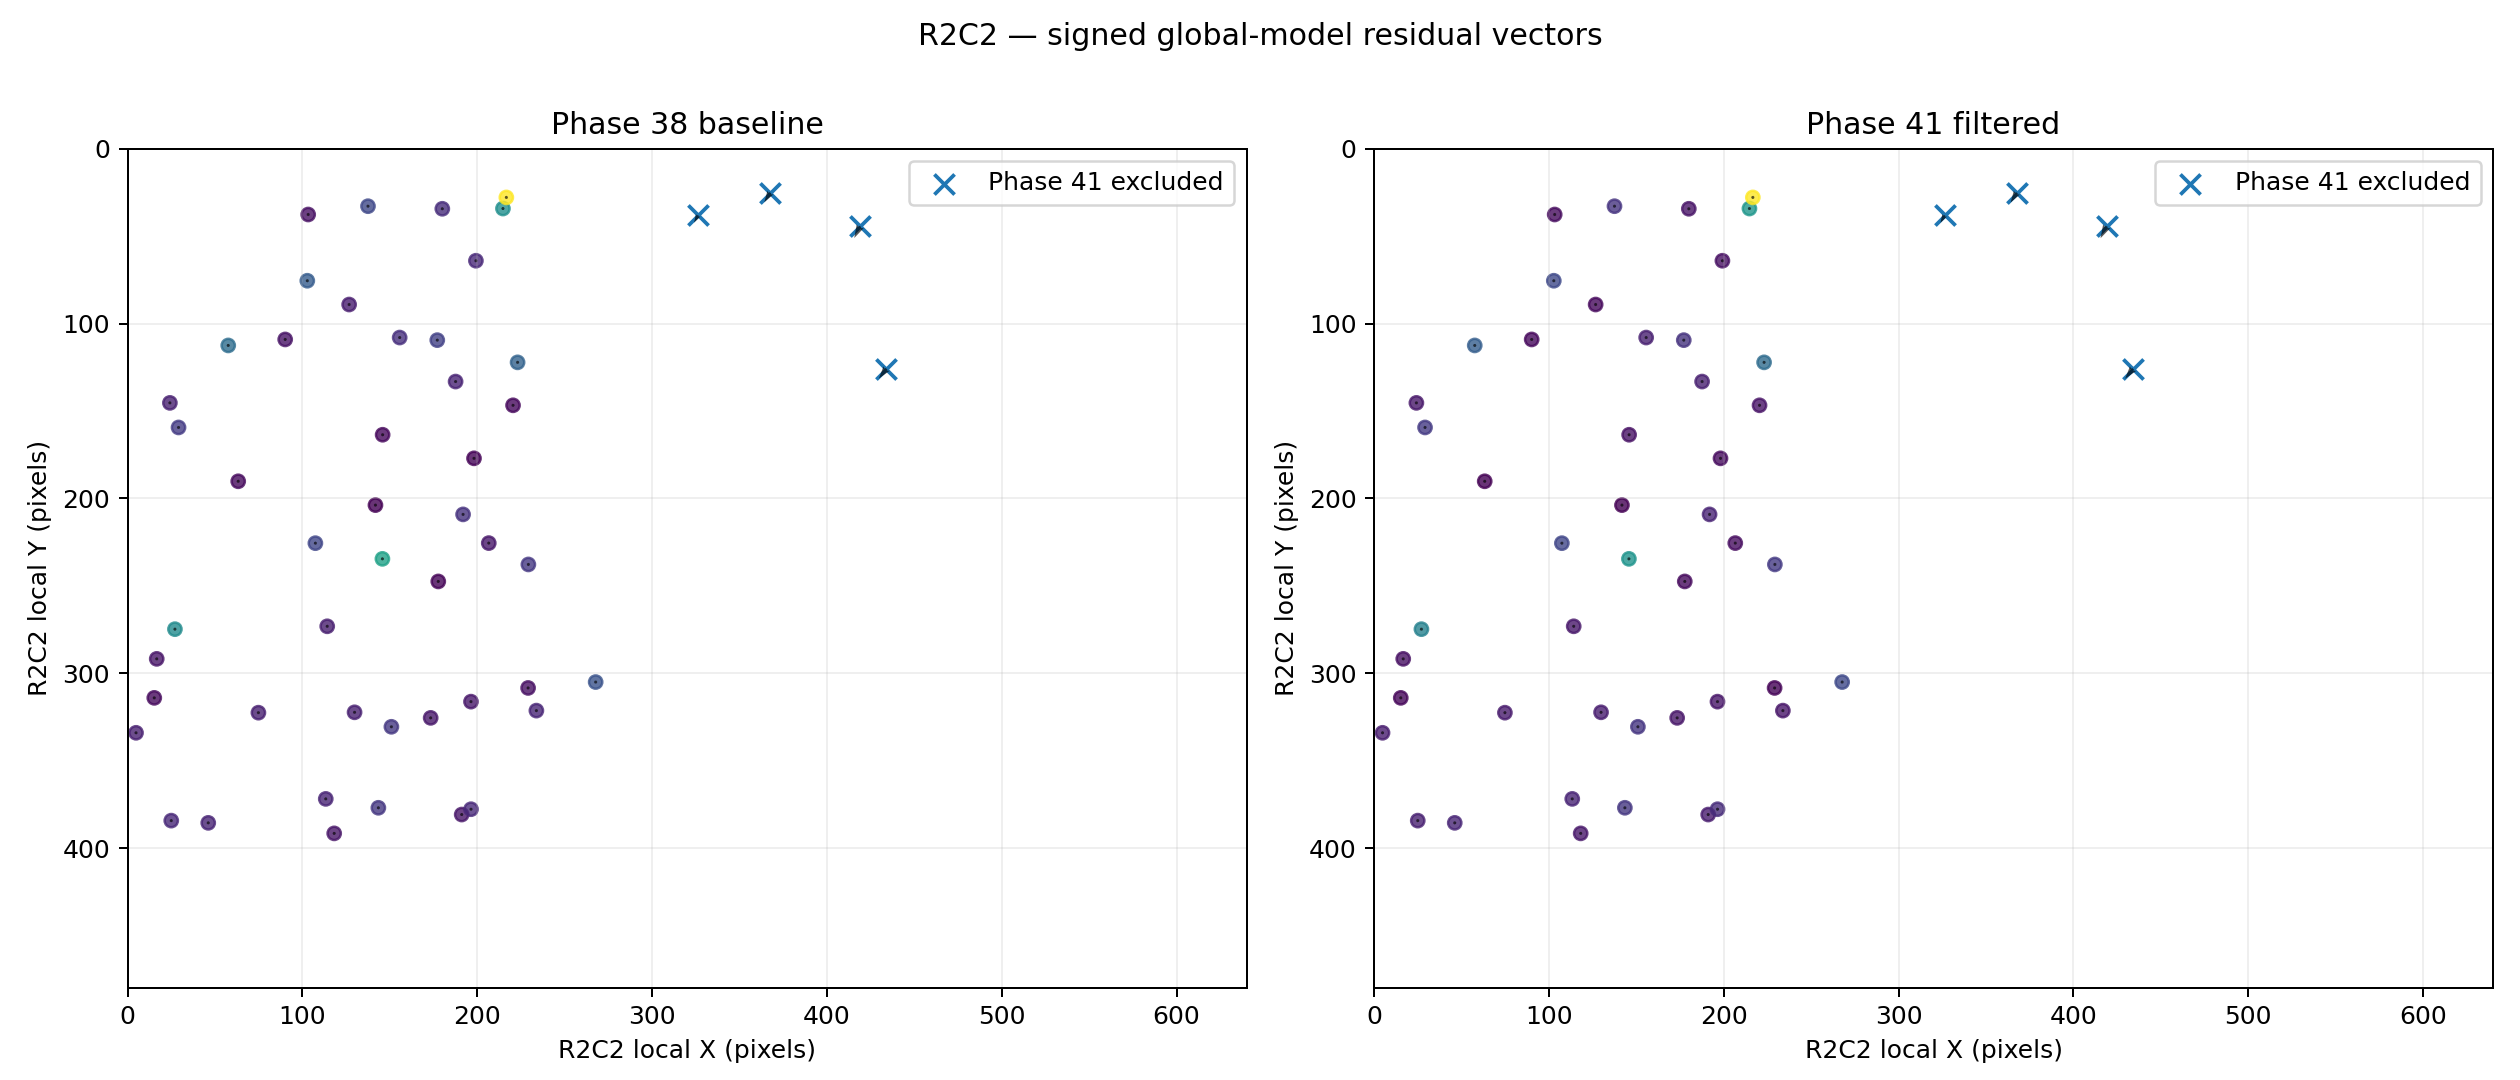 R2C2 — signed global-model residual vectors
Phase 38 baseline
Phase 41 excluded
0
100
200
300
400
R2C2 local Y (pixels)
0
100
200
300
400
500
600
R2C2 local X (pixels)
Phase 41 filtered
Phase 41 excluded
0
100
200
300
400
R2C2 local Y (pixels)
0
100
200
300
400
500
600
R2C2 local X (pixels)